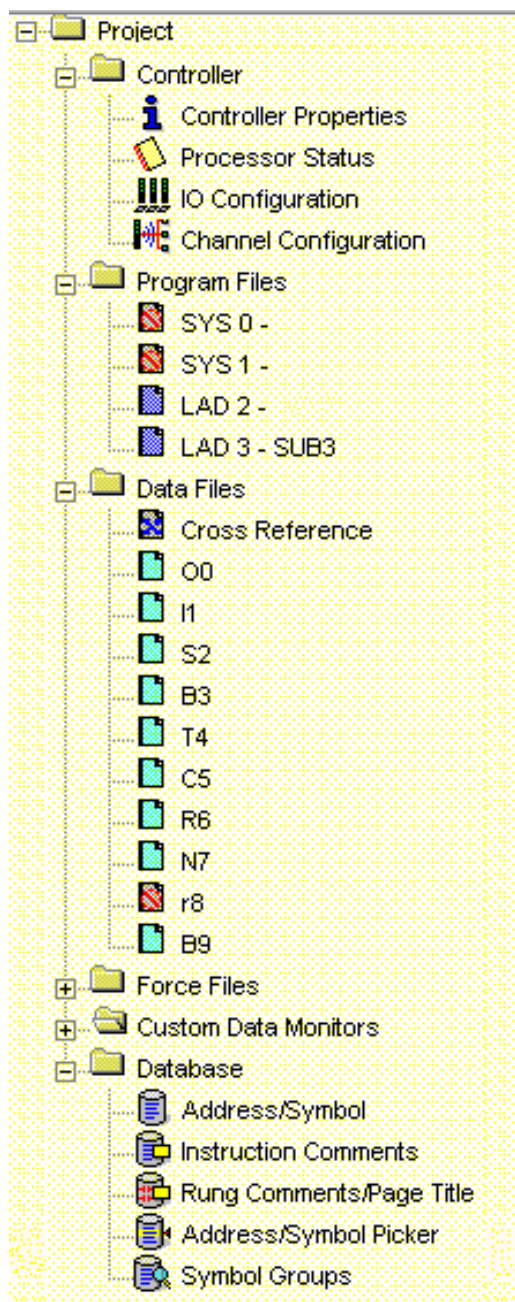 Project
Controller
Controller Properties
Processor Status
IO Configuration
Channel Configuration
Program Files
SYS 0 -
SYS 1 -
LAD 2 -
LAD 3 - SUB3
Data Files
Cross Reference
O0
I1
S2
B3
T4
C5
R6
N7
r8
B9
Force Files
Custom Data Monitors
Database
Address/Symbol
Instruction Comments
Rung Comments/Page Title
Address/Symbol Picker
Symbol Groups